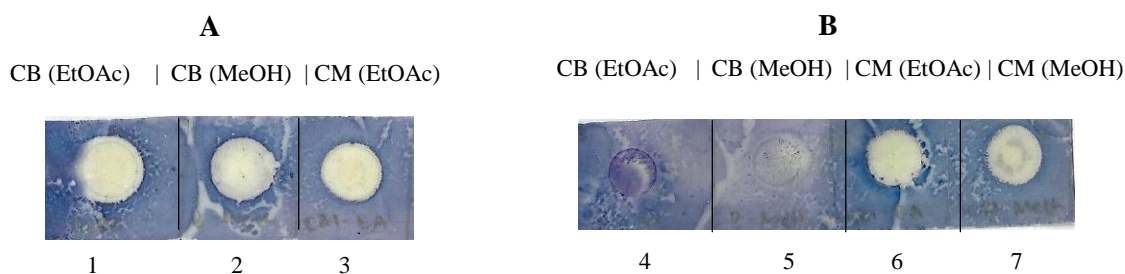 A
CB (EtOAc) | CB (MeOH) | CM (EtOAc)
1 2 3
B
CB (EtOAc) | CB (MeOH) | CM (EtOAc) | CM (MeOH)
4 5 6 7